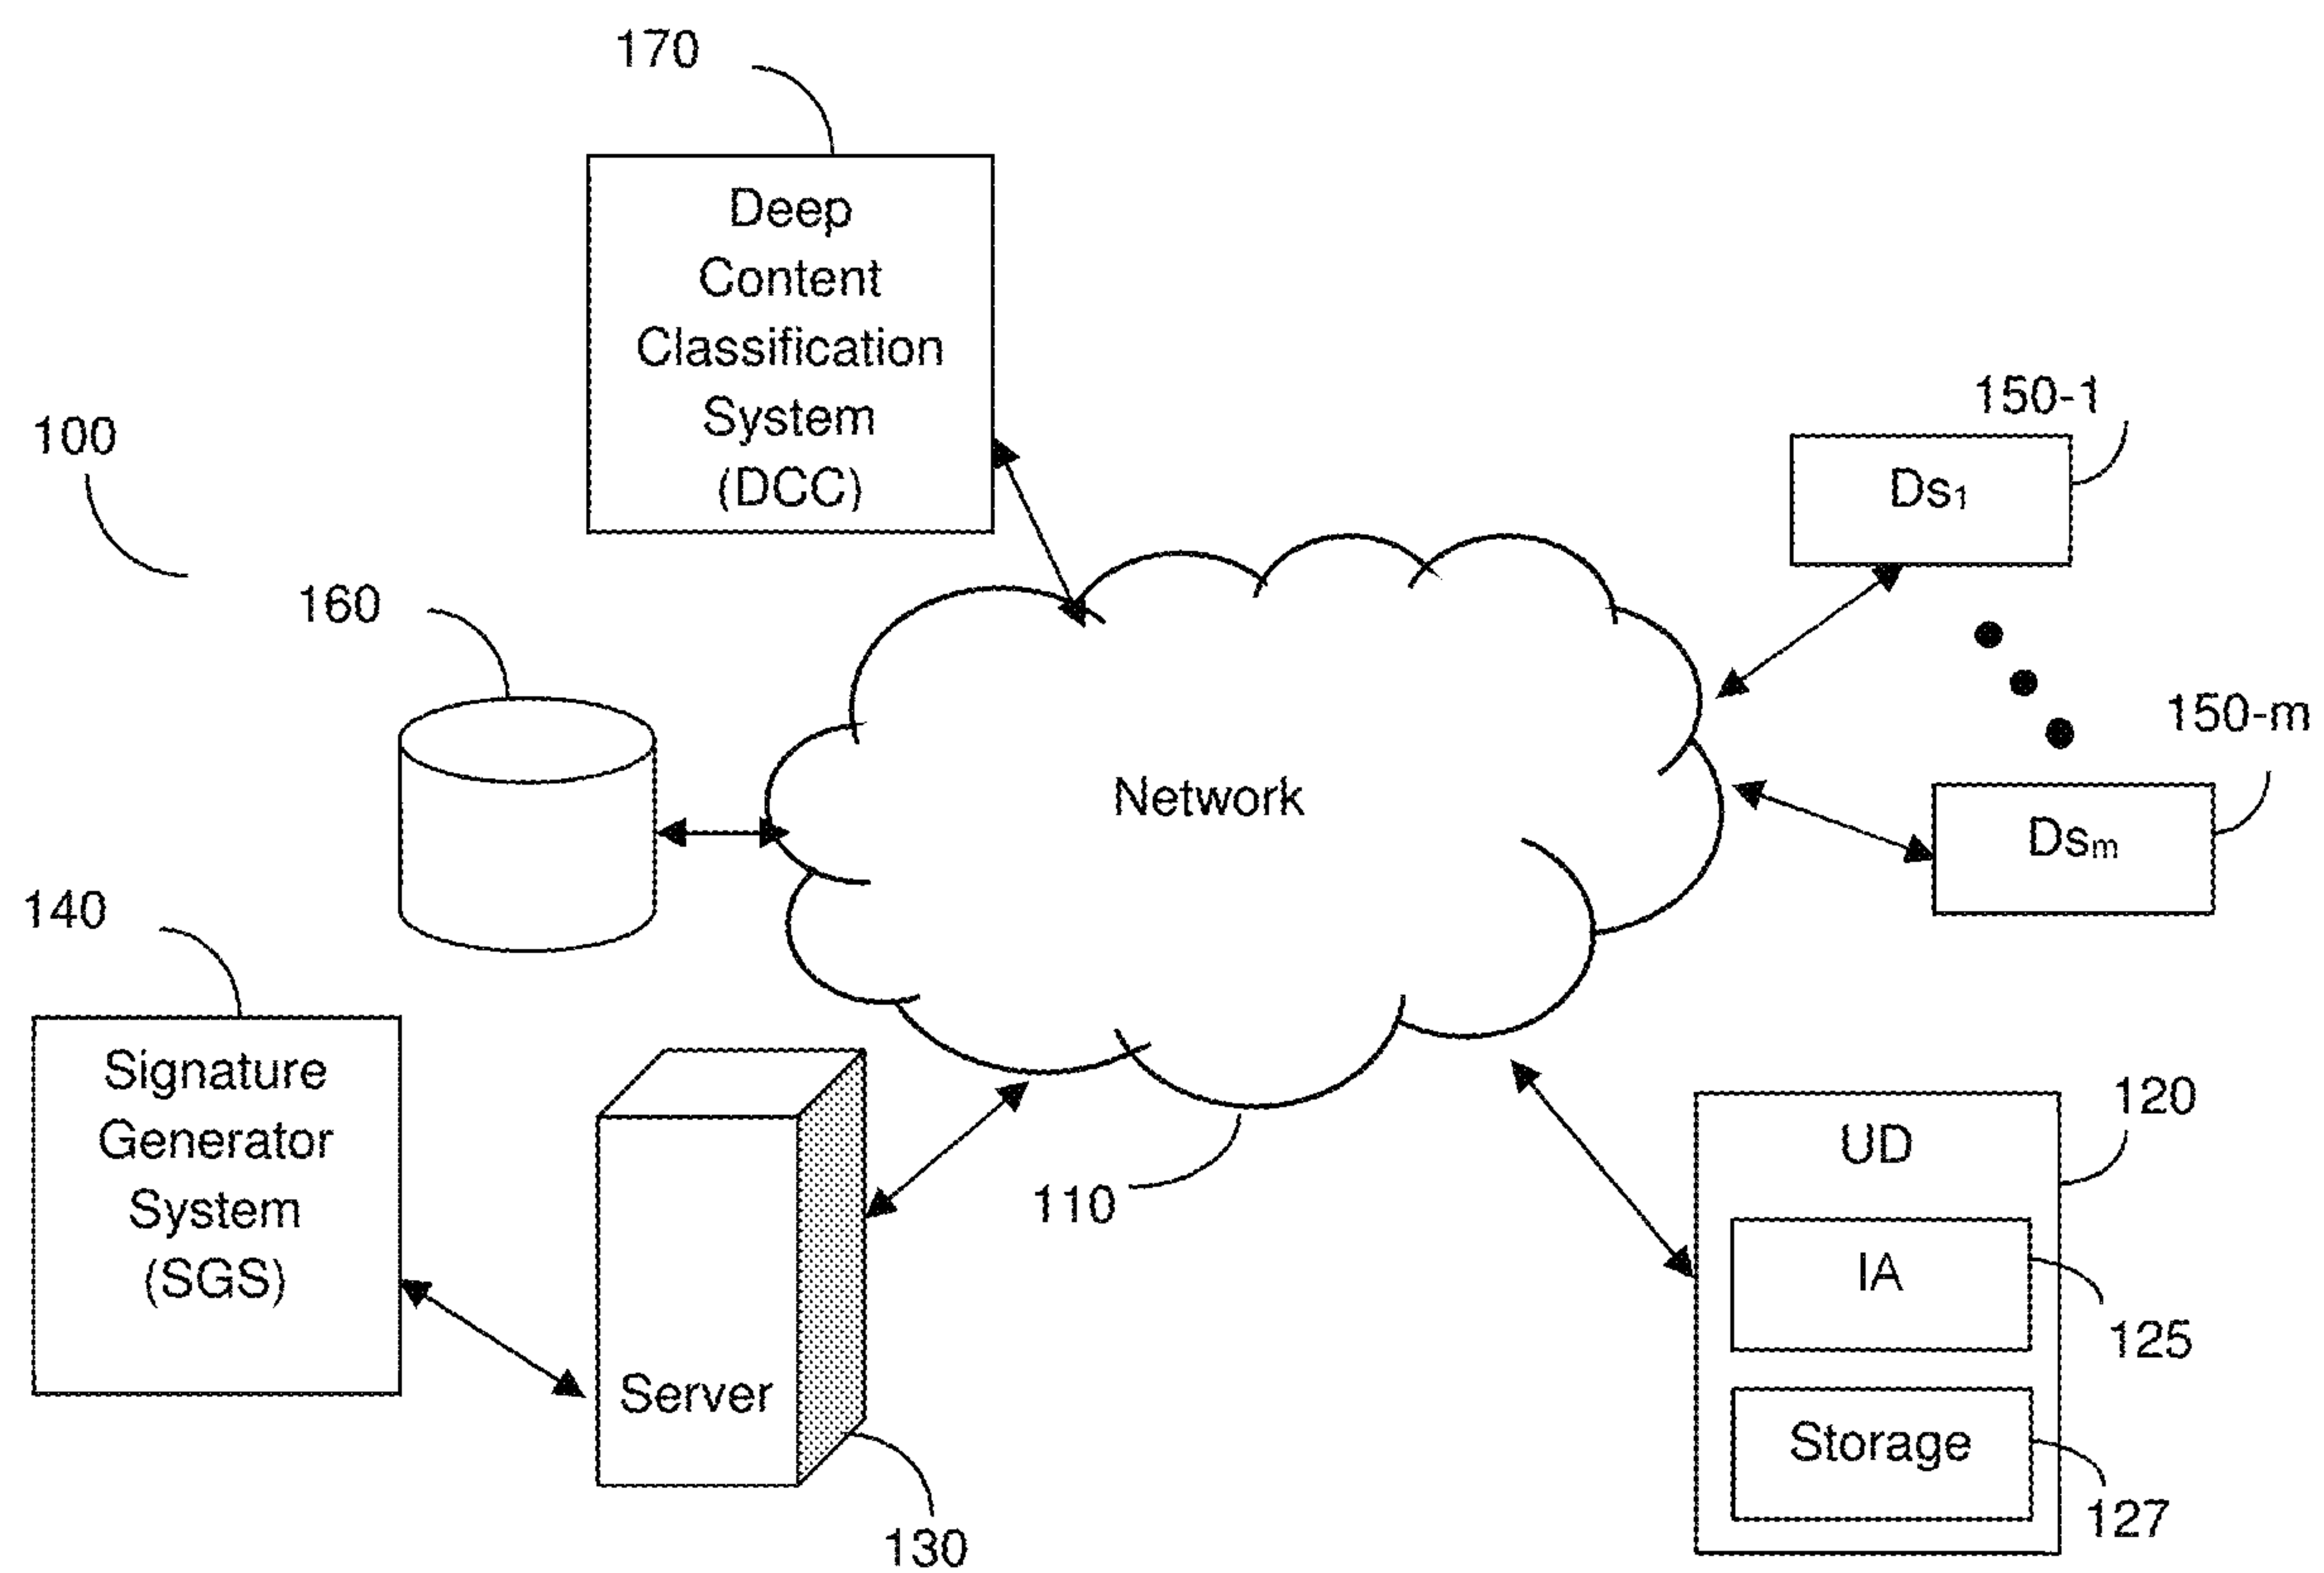 170
Deep
Content
Classification
System
(DCC)
100
160
150-1
Ds₁
150-m
Dsₘ
Network
140
Signature
Generator
System
(SGS)
Server
130
110
120
UD
IA
125
Storage
127